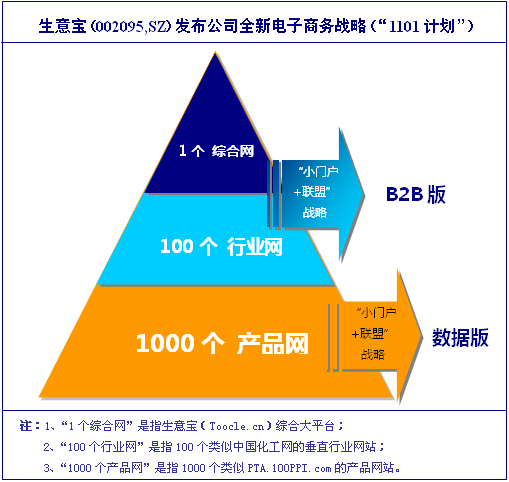 生意宝(002095,SZ)发布公司全新电子商务战略(“1101计划”)
1个 综合网
“小门户
+联盟”
战略
B2B版
100个 行业网
1000个 产品网
“小门户
+联盟”
战略
数据版
注：1、“1个综合网”是指生意宝(Toocle.cn)综合大平台；
2、“100个行业网”是指100个类似中国化工网的垂直行业网站；
3、“1000个产品网”是指1000个类似PTA.100PPI.com的产品网站。